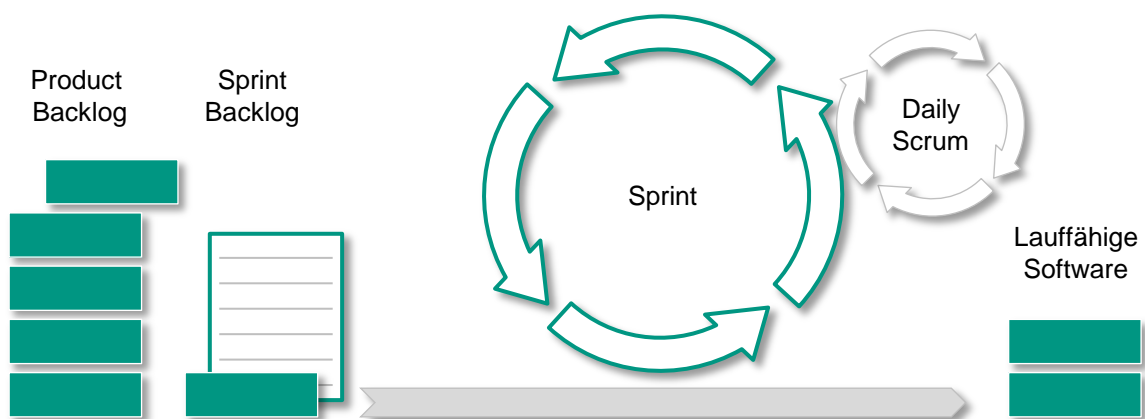 Product
Backlog
Sprint
Backlog
Sprint
Daily
Scrum
Lauffähige
Software